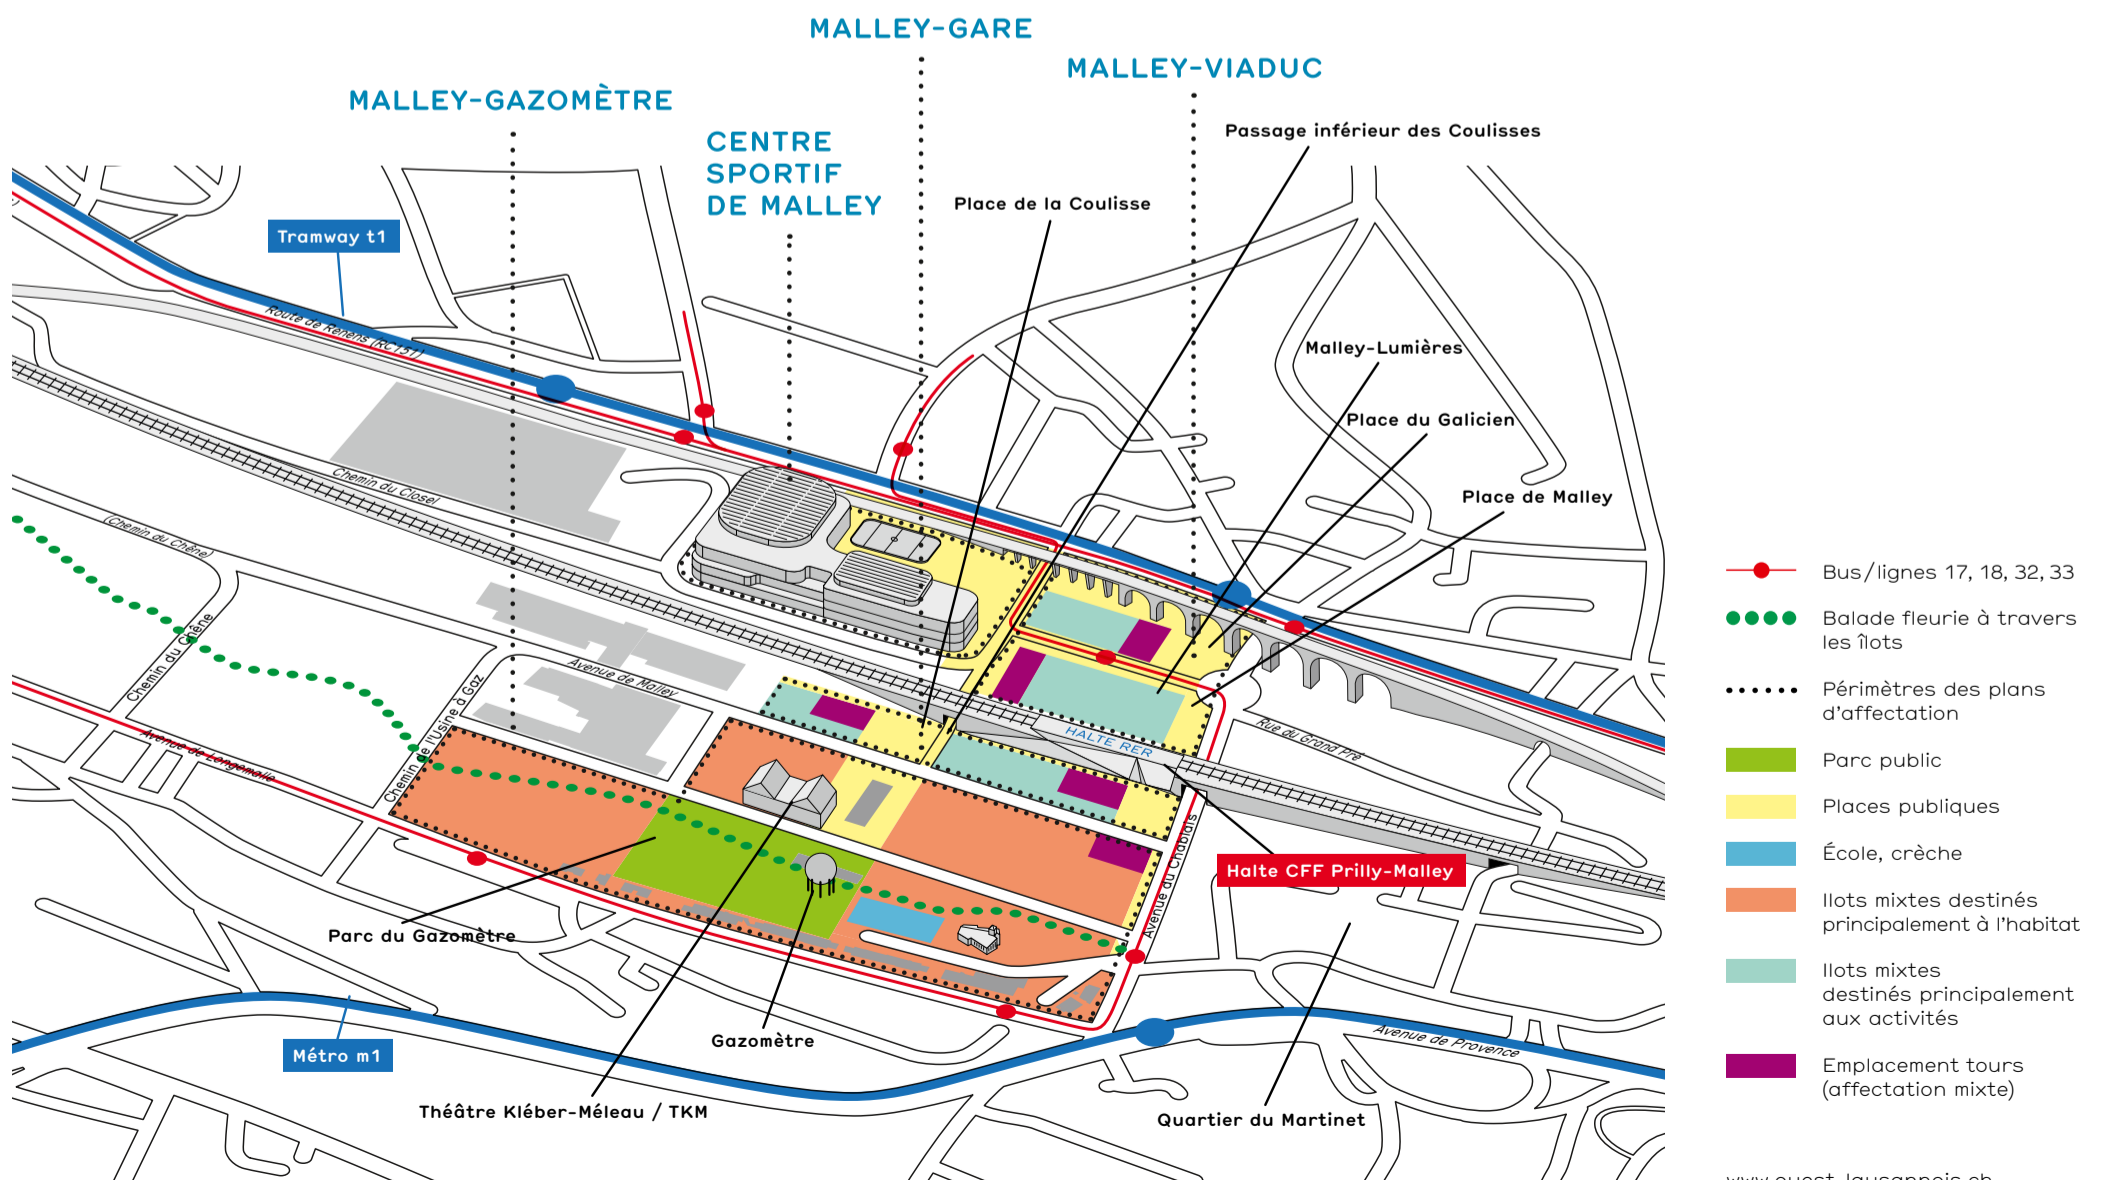 MALLEY-GARE
MALLEY-VIADUC
MALLEY-GAZOMÈTRE
CENTRE
SPORTIF
DE MALLEY
Passage inférieur des Coulisses
Place de la Coulisse
Tramway t1
Route de Renens (RC151)
Malley-Lumières
Place du Galicien
Place de Malley
Chemin du Closel
(Chemin du Chêne)
Chemin du Chêne
Avenue de Malley
Chemin de l'Usine à Gaz
Avenue de Longemalle
HALTE RER
Rue du Grand Pré
Avenue du Chablais
Halte CFF Prilly-Malley
Parc du Gazomètre
Gazomètre
Métro m1
Théâtre Kléber-Méleau / TKM
Quartier du Martinet
Avenue de Provence
Bus/lignes 17, 18, 32, 33
Balade fleurie à travers
les îlots
Périmètres des plans
d'affectation
Parc public
Places publiques
École, crèche
Ilots mixtes destinés
principalement à l'habitat
Ilots mixtes
destinés principalement
aux activités
Emplacement tours
(affectation mixte)
www.ouest-lausannois.ch